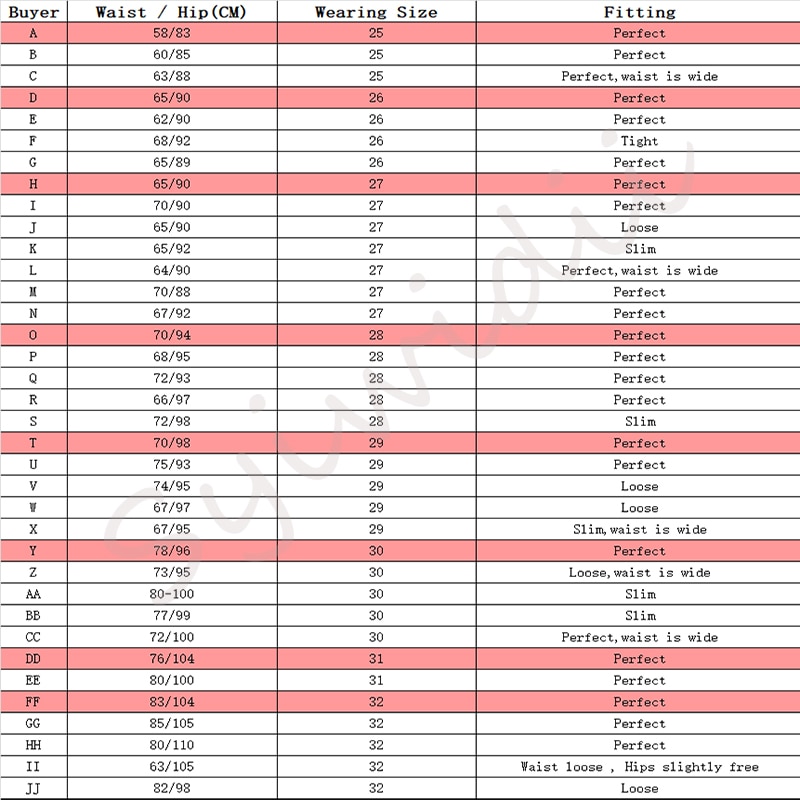 Buyer Waist / Hip(CM) Wearing Size Fitting
A 58/83 25 Perfect
B 60/85 25 Perfect
C 63/88 25 Perfect,waist is wide
D 65/90 26 Perfect
E 62/90 26 Perfect
F 68/92 26 Tight
G 65/89 26 Perfect
H 65/90 27 Perfect
I 70/90 27 Perfect
J 65/90 27 Loose
K 65/92 27 Slim
L 64/90 27 Perfect,waist is wide
M 70/88 27 Perfect
N 67/92 27 Perfect
O 70/94 28 Perfect
P 68/95 28 Perfect
Q 72/93 28 Perfect
R 66/97 28 Perfect
S 72/98 28 Slim
T 70/98 29 Perfect
U 75/93 29 Perfect
V 74/95 29 Loose
W 67/97 29 Loose
X 67/95 29 Slim,waist is wide
Y 78/96 30 Perfect
Z 73/95 30 Loose,waist is wide
AA 80-100 30 Slim
BB 77/99 30 Slim
CC 72/100 30 Perfect,waist is wide
DD 76/104 31 Perfect
EE 80/100 31 Perfect
FF 83/104 32 Perfect
GG 85/105 32 Perfect
HH 80/110 32 Perfect
II 63/105 32 Waist loose , Hips slightly free
JJ 82/98 32 Loose
Syiwidii